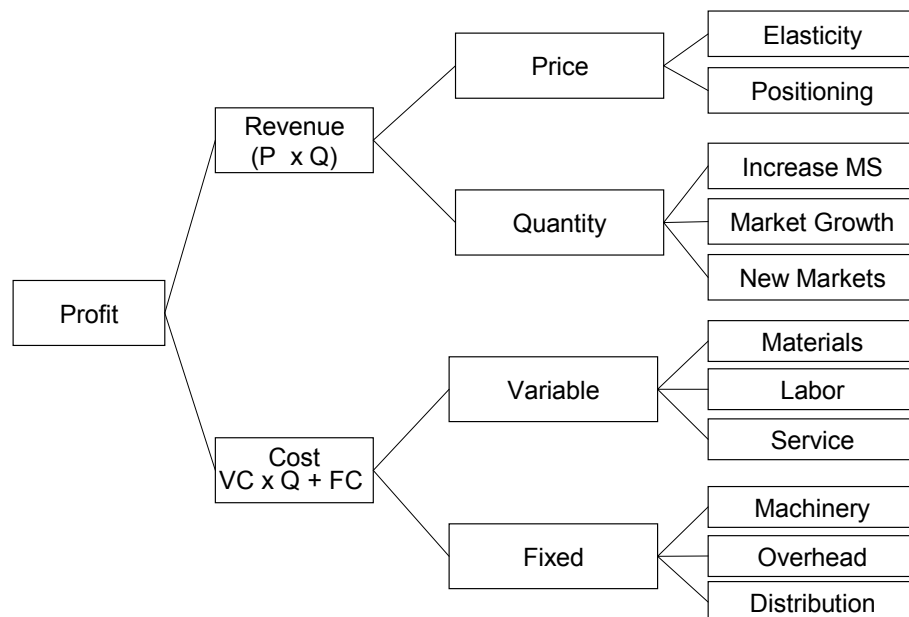 Profit
Revenue
(P x Q)
Price
Elasticity
Positioning
Quantity
Increase MS
Market Growth
New Markets
Cost
VC x Q + FC
Variable
Materials
Labor
Service
Fixed
Machinery
Overhead
Distribution